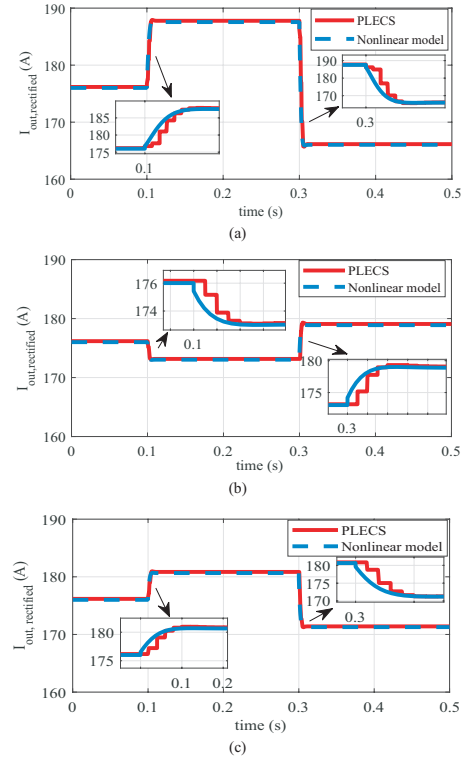 190
180
170
160
I_out,rectified (A)
PLECS
Nonlinear model
185
180
175
0.1
190
180
170
0.3
0 0.1 0.2 0.3 0.4 0.5
time (s)
(a)
190
180
170
160
I_out,rectified (A)
PLECS
Nonlinear model
176
174
0.1
180
175
0.3
0 0.1 0.2 0.3 0.4 0.5
time (s)
(b)
190
180
170
160
I_out, rectified (A)
PLECS
Nonlinear model
180
175
0.1 0.2
180
175
170
0.3
0 0.1 0.2 0.3 0.4 0.5
time (s)
(c)